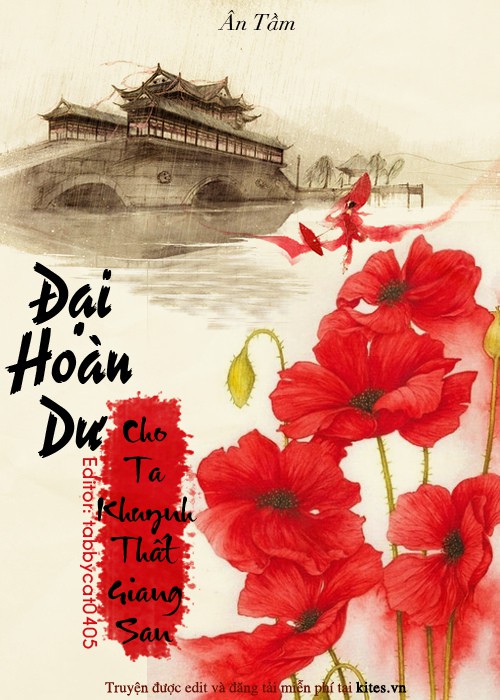 Ân Tầm
Đại
Hoàn
Dư
Cho
Ta
Khuynh
Thất
Giang
San
Editor: tabbycat0405
Truyện được edit và đăng tải miễn phí tại kites.vn